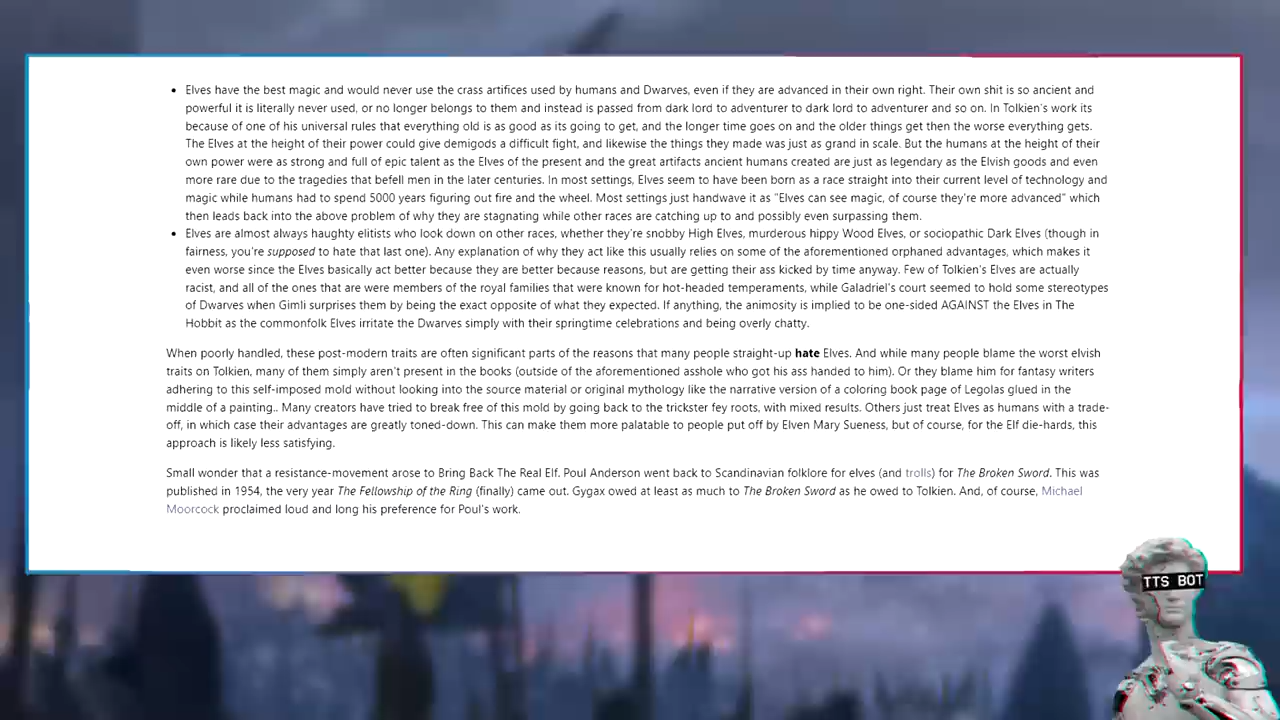 Elves have the best magic and would never use the crass artifices used by humans and Dwarves, even if they are advanced in their own right. Their own shit is so ancient and
powerful it is literally never used, or no longer belongs to them and instead is passed from dark lord to adventurer to dark lord to adventurer and so on. In Tolkien's work its
because of one of his universal rules that everything old is as good as its going to get, and the longer time goes on and the older things get then the worse everything gets.
The Elves at the height of their power could give demigods a difficult fight, and likewise the things they made was just as grand in scale. But the humans at the height of their
own power were as strong and full of epic talent as the Elves of the present and the great artifacts ancient humans created are just as legendary as the Elvish goods and even
more rare due to the tragedies that befell men in the later centuries. In most settings, Elves seem to have been born as a race straight into their current level of technology and
magic while humans had to spend 5000 years figuring out fire and the wheel. Most settings just handwave it as "Elves can see magic, of course they're more advanced" which
then leads back into the above problem of why they are stagnating while other races are catching up to and possibly even surpassing them.
Elves are almost always haughty elitists who look down on other races, whether they're snobby High Elves, murderous hippy Wood Elves, or sociopathic Dark Elves (though in
fairness, you're supposed to hate that last one). Any explanation of why they act like this usually relies on some of the aforementioned orphaned advantages, which makes it
even worse since the Elves basically act better because they are better because reasons, but are getting their ass kicked by time anyway. Few of Tolkien's Elves are actually
racist, and all of the ones that are were members of the royal families that were known for hot-headed temperaments, while Galadriel's court seemed to hold some stereotypes
of Dwarves when Gimli surprises them by being the exact opposite of what they expected. If anything, the animosity is implied to be one-sided AGAINST the Elves in The
Hobbit as the commonfolk Elves irritate the Dwarves simply with their springtime celebrations and being overly chatty.
When poorly handled, these post-modern traits are often significant parts of the reasons that many people straight-up hate Elves. And while many people blame the worst elvish
traits on Tolkien, many of them simply aren't present in the books (outside of the aforementioned asshole who got his ass handed to him). Or they blame him for fantasy writers
adhering to this self-imposed mold without looking into the source material or original mythology like the narrative version of a coloring book page of Legolas glued in the
middle of a painting.. Many creators have tried to break free of this mold by going back to the trickster fey roots, with mixed results. Others just treat Elves as humans with a trade-
off, in which case their advantages are greatly toned-down. This can make them more palatable to people put off by Elven Mary Sueness, but of course, for the Elf die-hards, this
approach is likely less satisfying.
Small wonder that a resistance-movement arose to Bring Back The Real Elf. Poul Anderson went back to Scandinavian folklore for elves (and trolls) for The Broken Sword. This was
published in 1954, the very year The Fellowship of the Ring (finally) came out. Gygax owed at least as much to The Broken Sword as he owed to Tolkien. And, of course, Michael
Moorcock proclaimed loud and long his preference for Poul's work.
TTS BOT